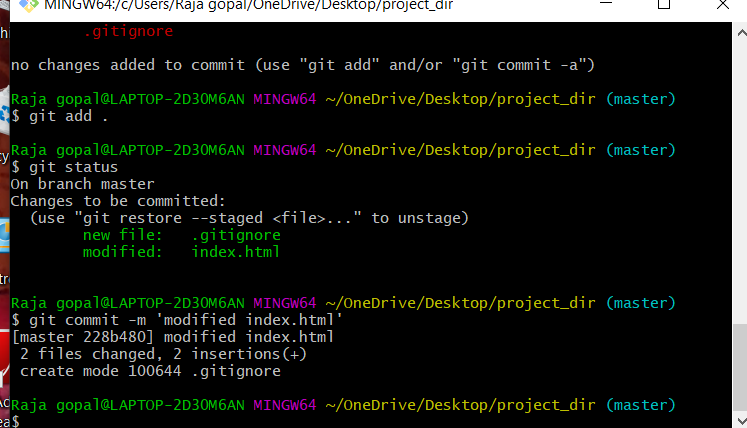 MINGW64:/c/Users/Raja gopal/OneDrive/Desktop/project_dir
.gitignore
no changes added to commit (use "git add" and/or "git commit -a")
Raja gopal@LAPTOP-2D3OM6AN MINGW64 ~/OneDrive/Desktop/project_dir (master)
$ git add .
Raja gopal@LAPTOP-2D3OM6AN MINGW64 ~/OneDrive/Desktop/project_dir (master)
$ git status
On branch master
Changes to be committed:
(use "git restore --staged <file>..." to unstage)
new file: .gitignore
modified: index.html
Raja gopal@LAPTOP-2D3OM6AN MINGW64 ~/OneDrive/Desktop/project_dir (master)
$ git commit -m 'modified index.html'
[master 228b480] modified index.html
2 files changed, 2 insertions(+)
create mode 100644 .gitignore
Raja gopal@LAPTOP-2D3OM6AN MINGW64 ~/OneDrive/Desktop/project_dir (master)
$